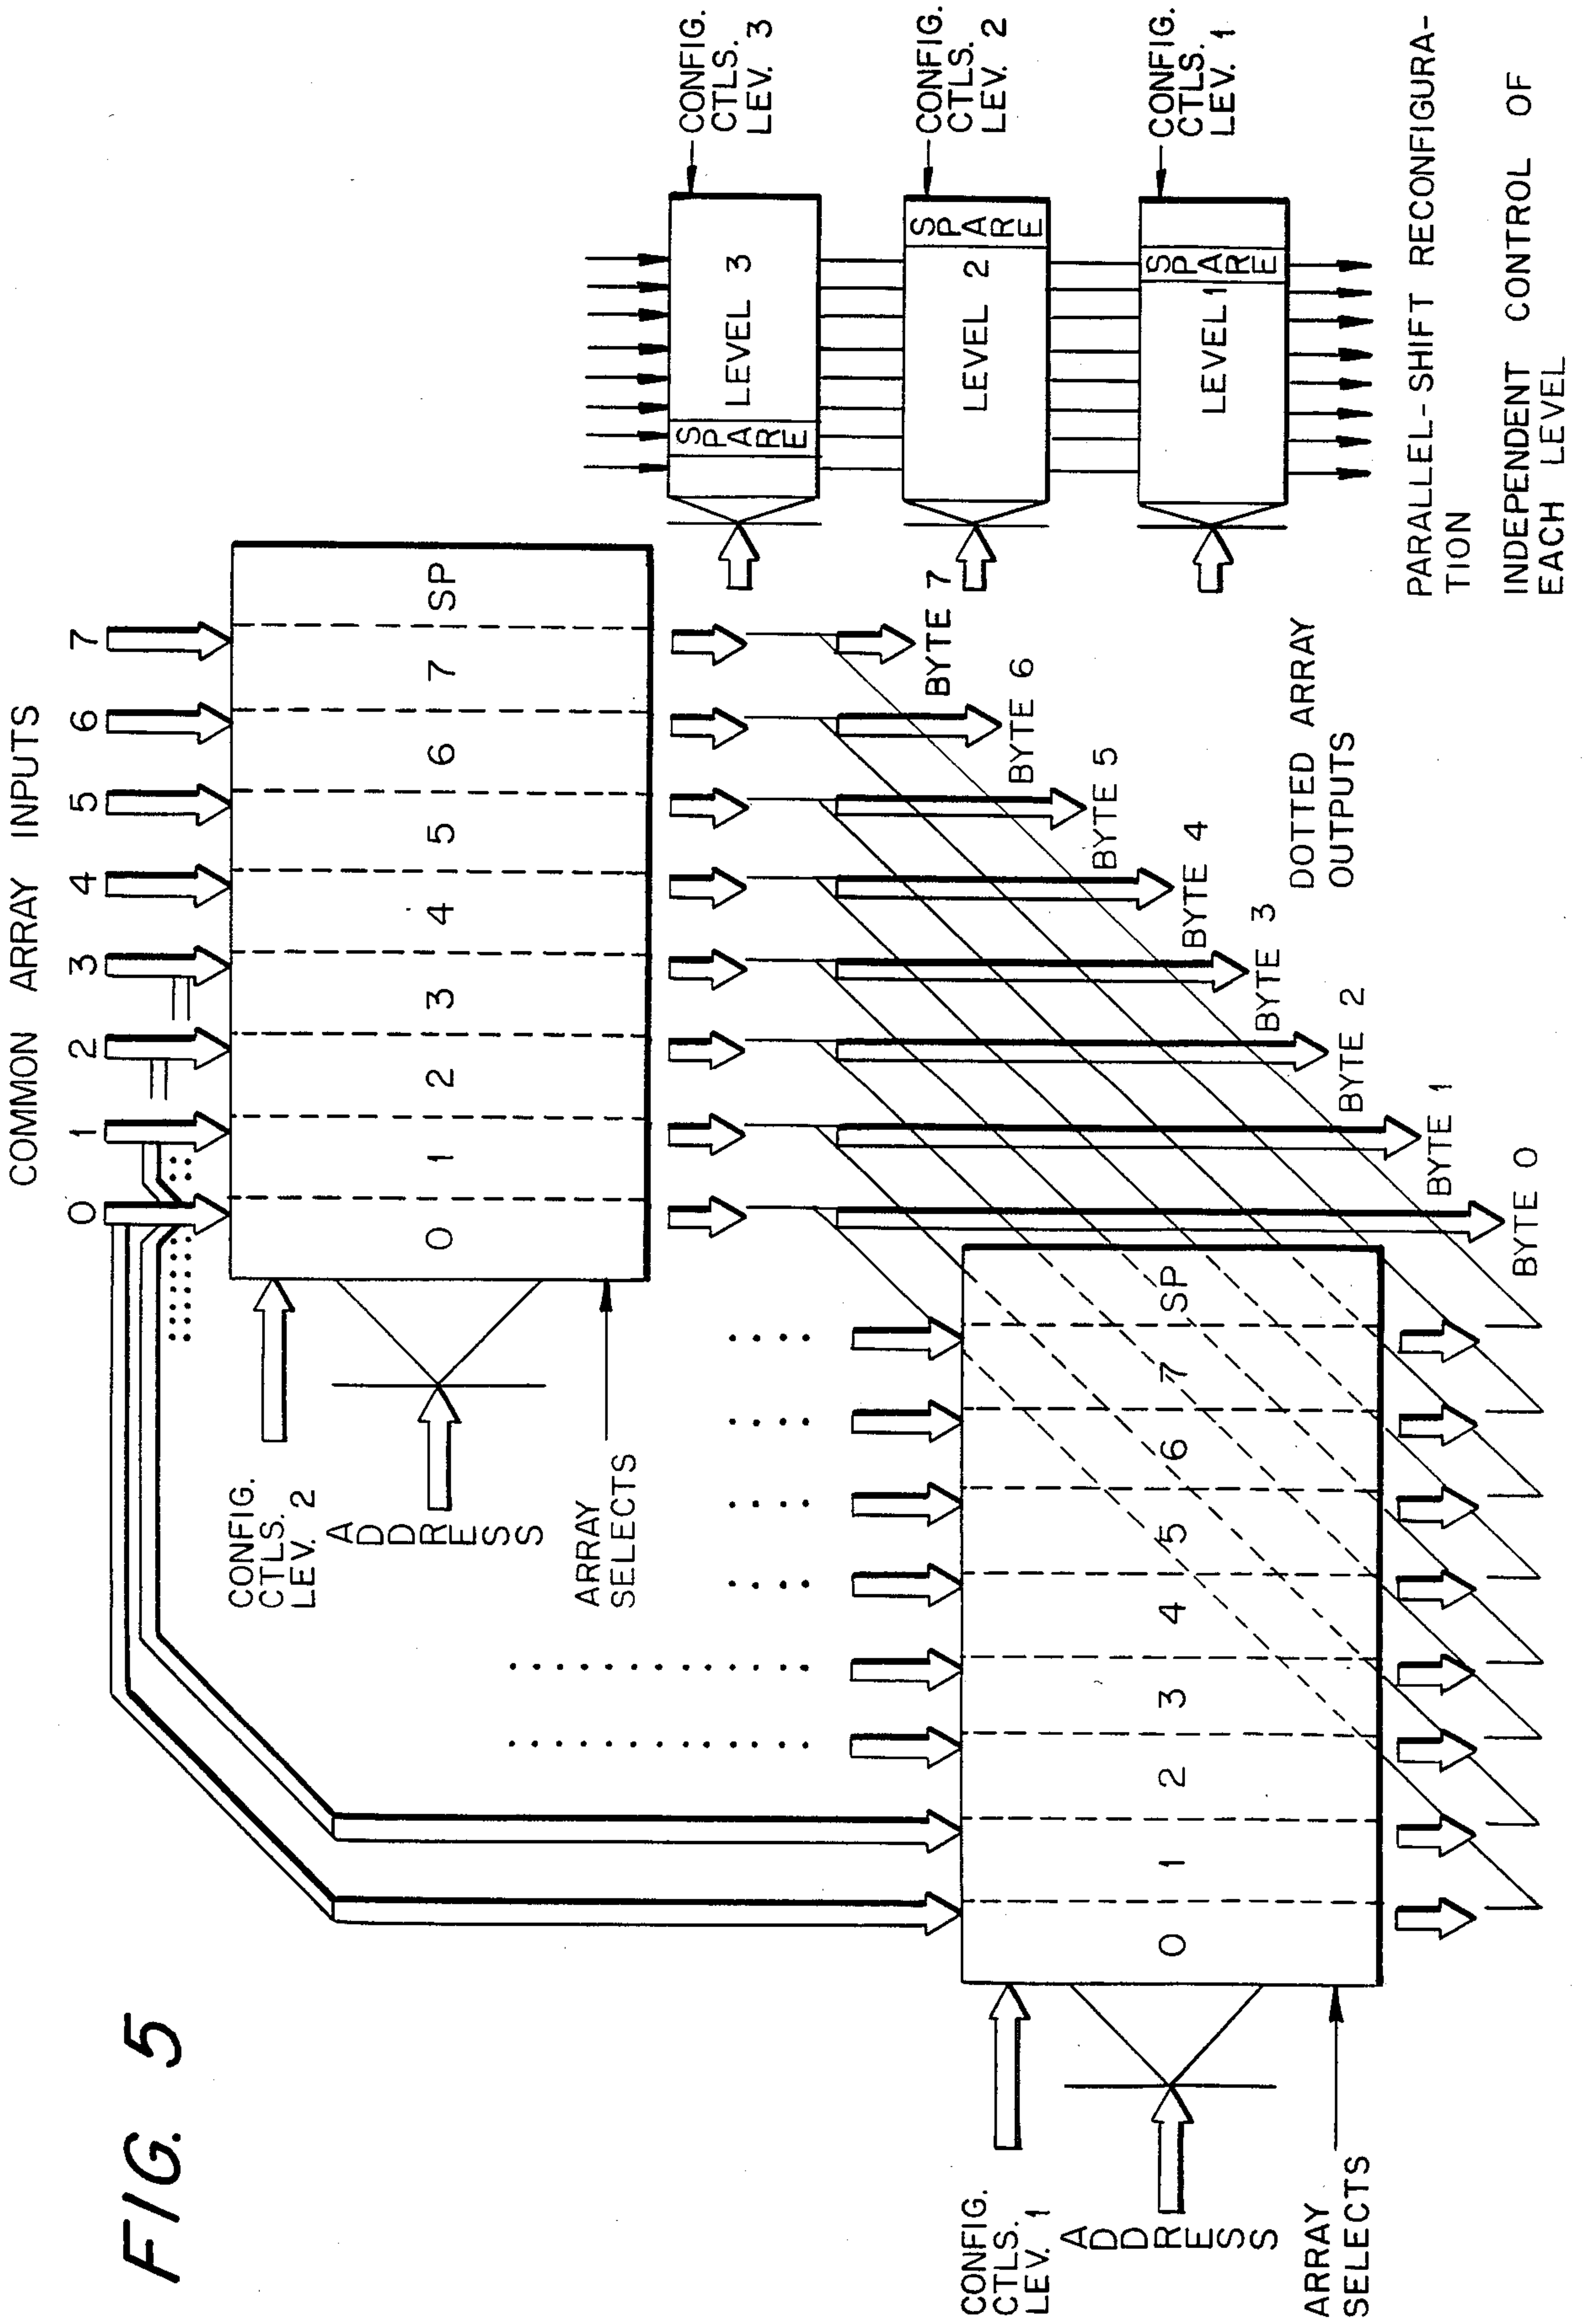 FIG. 5
COMMON ARRAY INPUTS
0 1 2 3 4 5 6 7
CONFIG.
CTLS.
LEV. 2
ADDRESS
ARRAY
SELECTS
0 1 2 3 4 5 6 7 SP
CONFIG.
CTLS.
LEV. 1
ADDRESS
ARRAY
SELECTS
0 1 2 3 4 5 6 7 SP
BYTE 7
BYTE 6
BYTE 5
BYTE 4
BYTE 3
BYTE 2
BYTE 1
BYTE 0
DOTTED ARRAY
OUTPUTS
SPARE
LEVEL 3
CONFIG.
CTLS.
LEV. 3
LEVEL 2
SPARE
CONFIG.
CTLS.
LEV. 2
LEVEL 1
SPARE
CONFIG.
CTLS.
LEV. 1
PARALLEL-SHIFT RECONFIGURA-
TION
INDEPENDENT CONTROL OF
EACH LEVEL